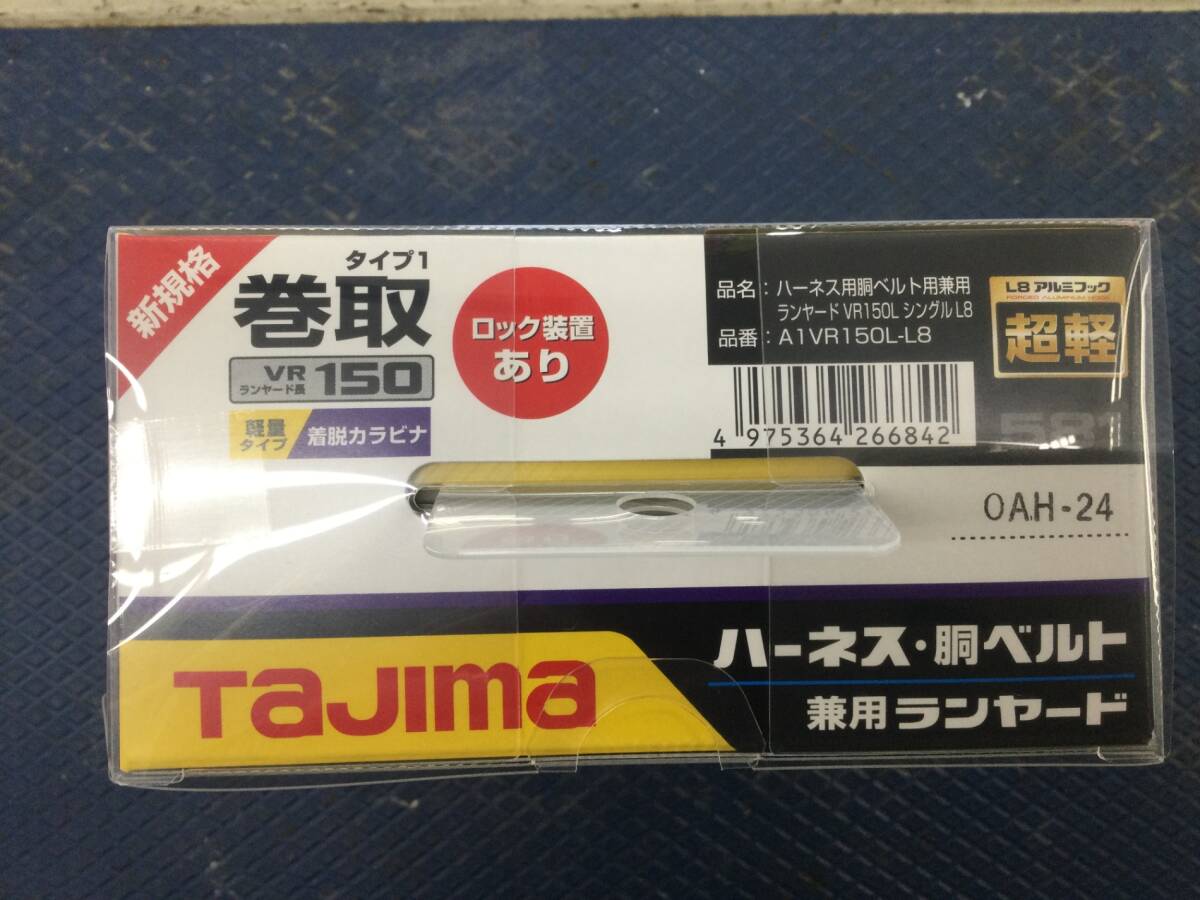 新規格
タイプ1
巻取
VR
ランヤード長
150
軽量
タイプ
着脱カラビナ
ロック装置
あり
品名：ハーネス用胴ベルト用兼用
ランヤード VR150L シングル L8
品番：A1VR150L-L8
L8 アルミフック
FORGED ALUMINUM HOOK
超軽
4 975364 266842
581
OAH-24
TAJIMA
ハーネス・胴ベルト
兼用ランヤード